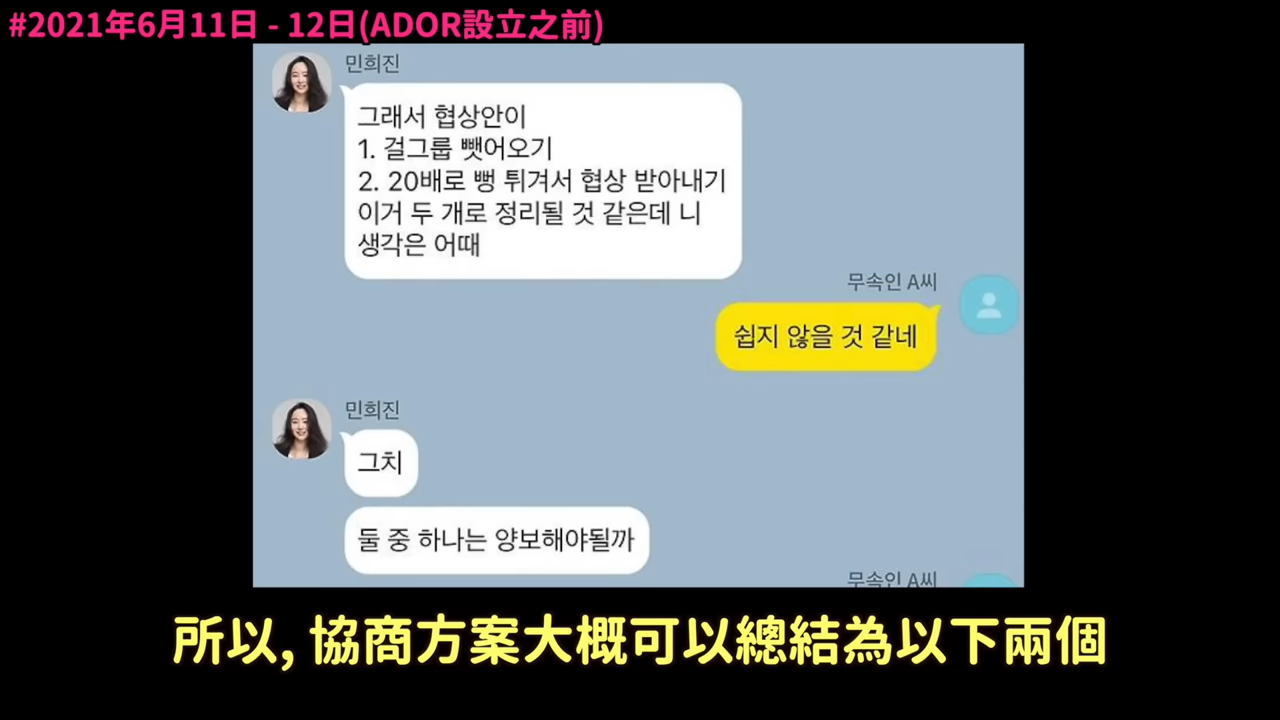 #2021年6月11日 - 12日(ADOR設立之前)
민희진
그래서 협상안이
1. 걸그룹 뺏어오기
2. 20배로 뻥 튀겨서 협상 받아내기
이거 두 개로 정리될 것 같은데 니
생각은 어때
무속인 A씨
쉽지 않을 것 같네
민희진
그치
둘 중 하나는 양보해야될까
무속인 A씨
所以, 協商方案大概可以總結為以下兩個